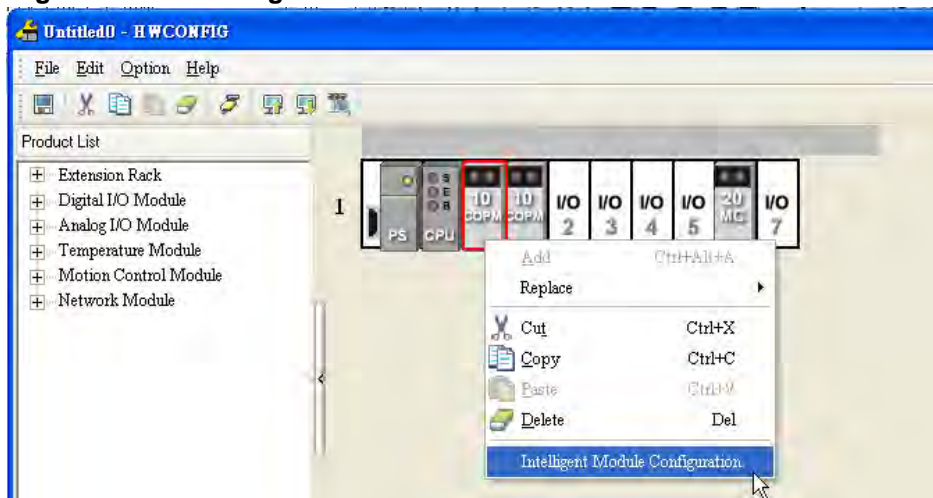 Untitled0 - HWCONFIG
File Edit Option Help
Product List
Extension Rack
Digital I/O Module
Analog I/O Module
Temperature Module
Motion Control Module
Network Module
1
PS CPU 10 COPM 10 COPM I/O 2 I/O 3 I/O 4 I/O 5 20 MC I/O 7
Add Ctrl+Alt+A
Replace
Cut Ctrl+X
Copy Ctrl+C
Paste Ctrl+V
Delete Del
Intelligent Module Configuration